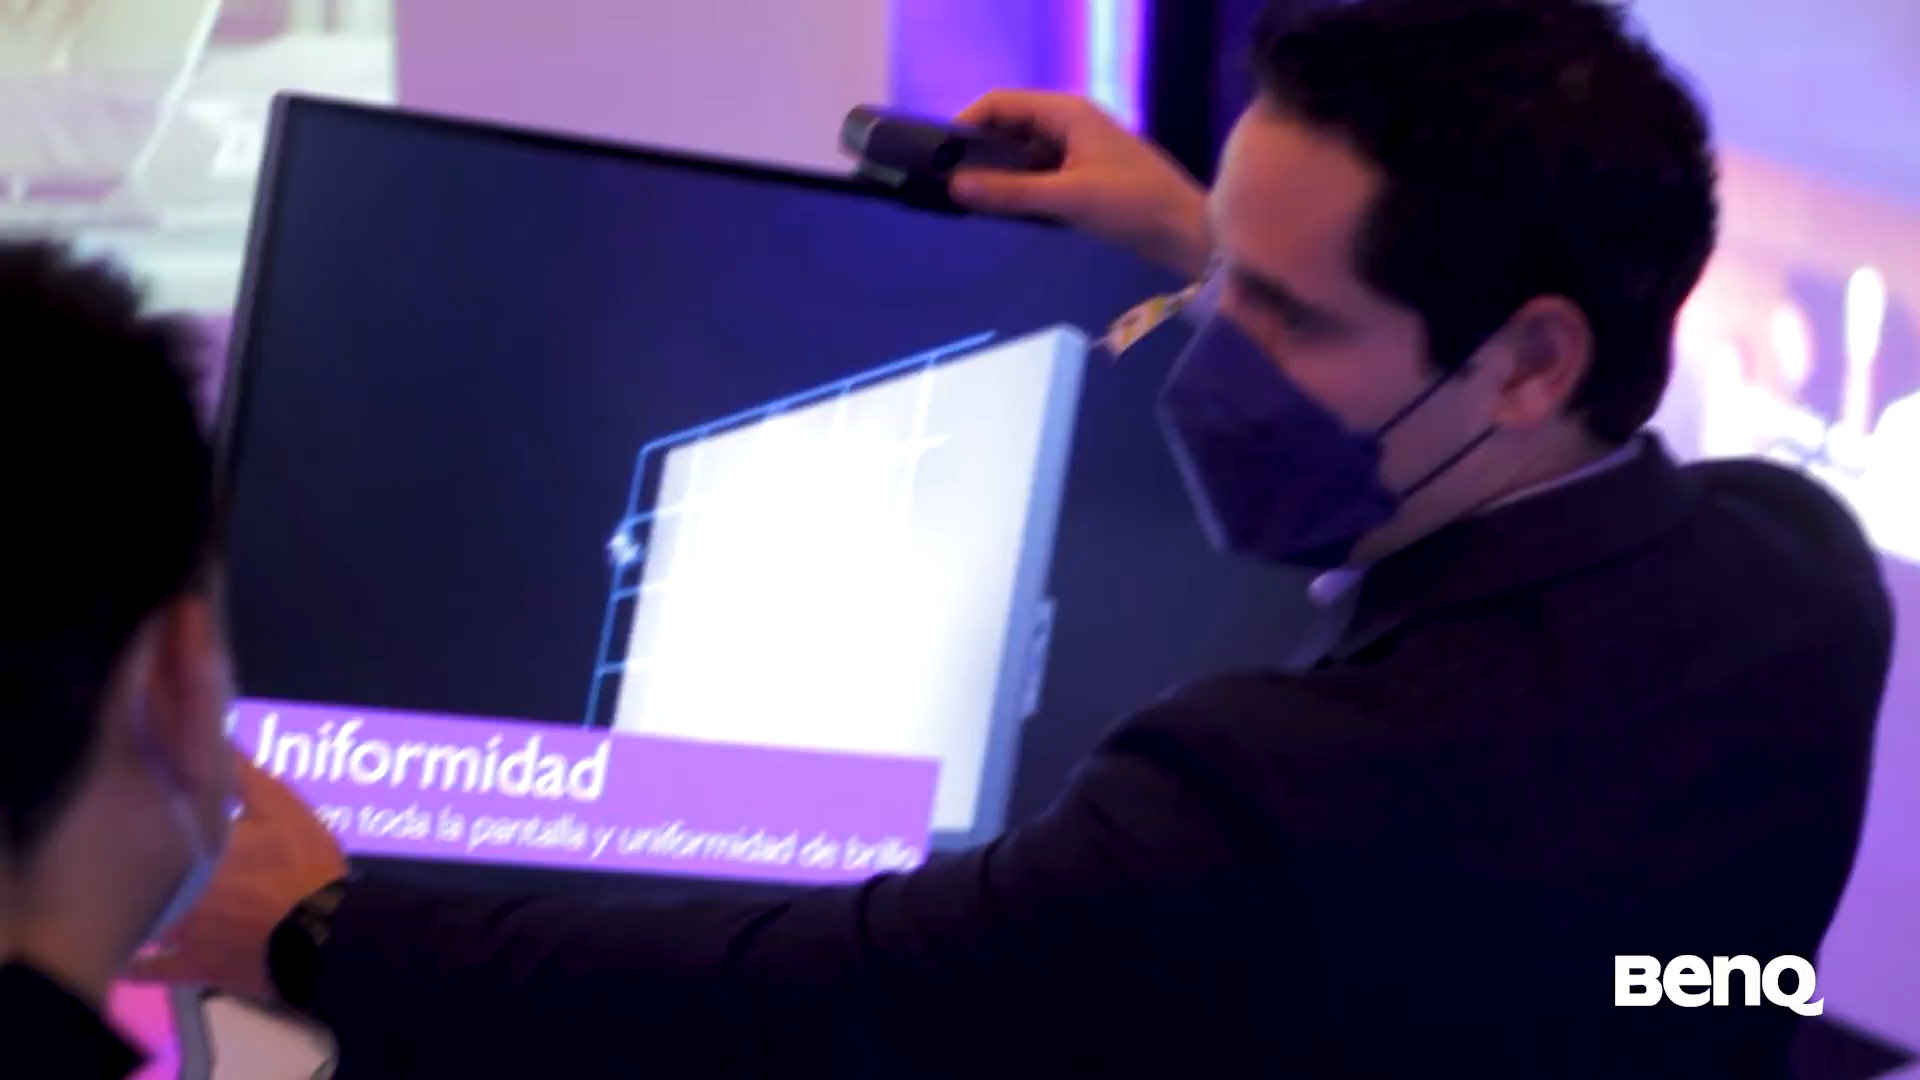 Uniformidad
en toda la pantalla y uniformidad de brillo
BenQ